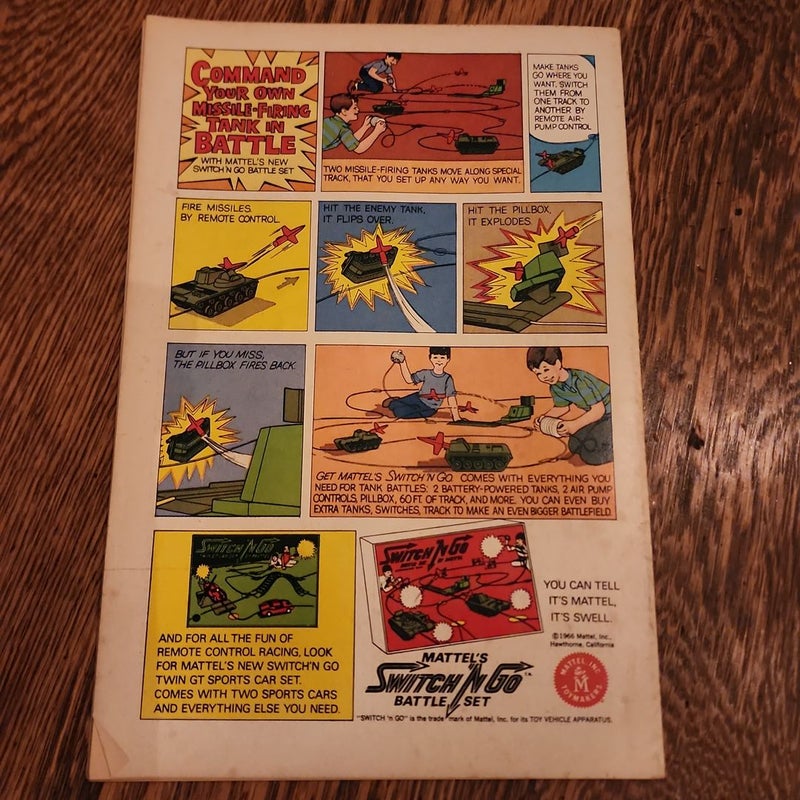 COMMAND
YOUR OWN
MISSILE-FIRING
TANK IN
BATTLE
WITH MATTEL'S NEW
SWITCH 'N GO BATTLE SET
TWO MISSILE-FIRING TANKS MOVE ALONG SPECIAL
TRACK, THAT YOU SET UP ANY WAY YOU WANT.
MAKE TANKS
GO WHERE YOU
WANT. SWITCH
THEM FROM
ONE TRACK TO
ANOTHER BY
REMOTE AIR-
PUMP CONTROL
FIRE MISSILES
BY REMOTE CONTROL.
HIT THE ENEMY TANK,
IT FLIPS OVER.
HIT THE PILLBOX,
IT EXPLODES.
BUT IF YOU MISS,
THE PILLBOX FIRES BACK.
GET MATTEL'S SWITCH 'N GO. COMES WITH EVERYTHING YOU
NEED FOR TANK BATTLES: 2 BATTERY-POWERED TANKS, 2 AIR PUMP
CONTROLS, PILLBOX, 60 FT. OF TRACK, AND MORE. YOU CAN EVEN BUY
EXTRA TANKS, SWITCHES, TRACK TO MAKE AN EVEN BIGGER BATTLEFIELD.
SWITCH 'N GO
AND FOR ALL THE FUN OF
REMOTE CONTROL RACING, LOOK
FOR MATTEL'S NEW SWITCH 'N GO
TWIN GT SPORTS CAR SET.
COMES WITH TWO SPORTS CARS
AND EVERYTHING ELSE YOU NEED.
SWITCH 'N GO
YOU CAN TELL
IT'S MATTEL,
IT'S SWELL.
©1966 Mattel, Inc.,
Hawthorne, California
MATTEL'S
SWITCH 'N GO™
BATTLE SET
MATTEL INC.
M
TOYMAKERS
"SWITCH 'n GO" is the trade mark of Mattel, Inc. for its TOY VEHICLE APPARATUS.